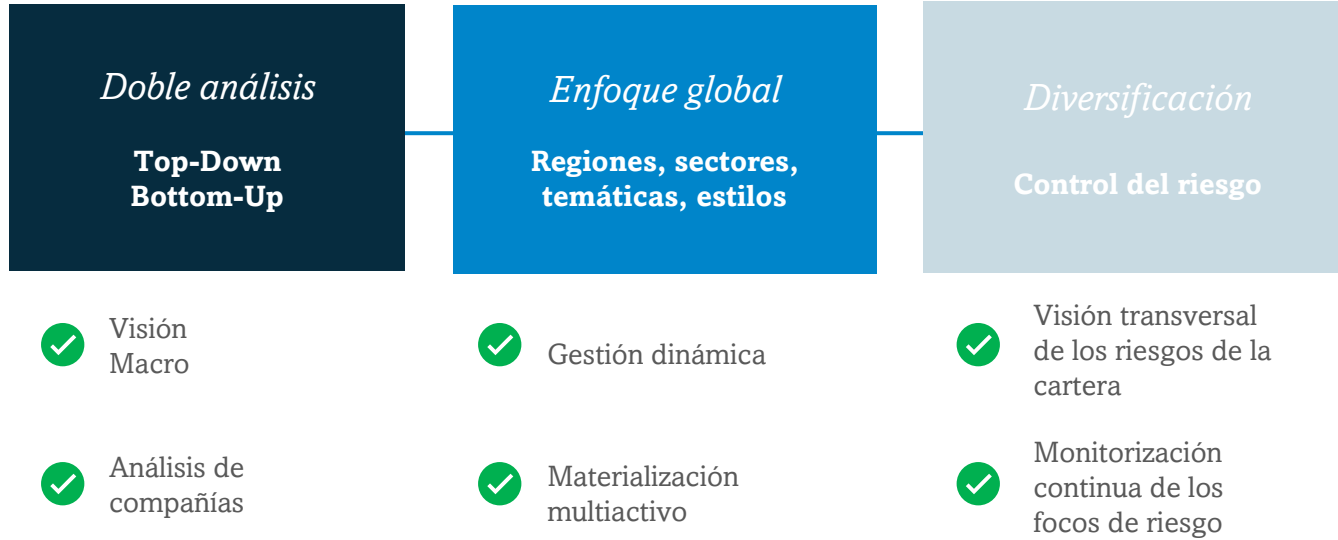 Doble análisis
Top-Down
Bottom-Up
Enfoque global
Regiones, sectores,
temáticas, estilos
Diversificación
Control del riesgo
Visión
Macro
Análisis de
compañías
Gestión dinámica
Materialización
multiactivo
Visión transversal
de los riesgos de la
cartera
Monitorización
continua de los
focos de riesgo